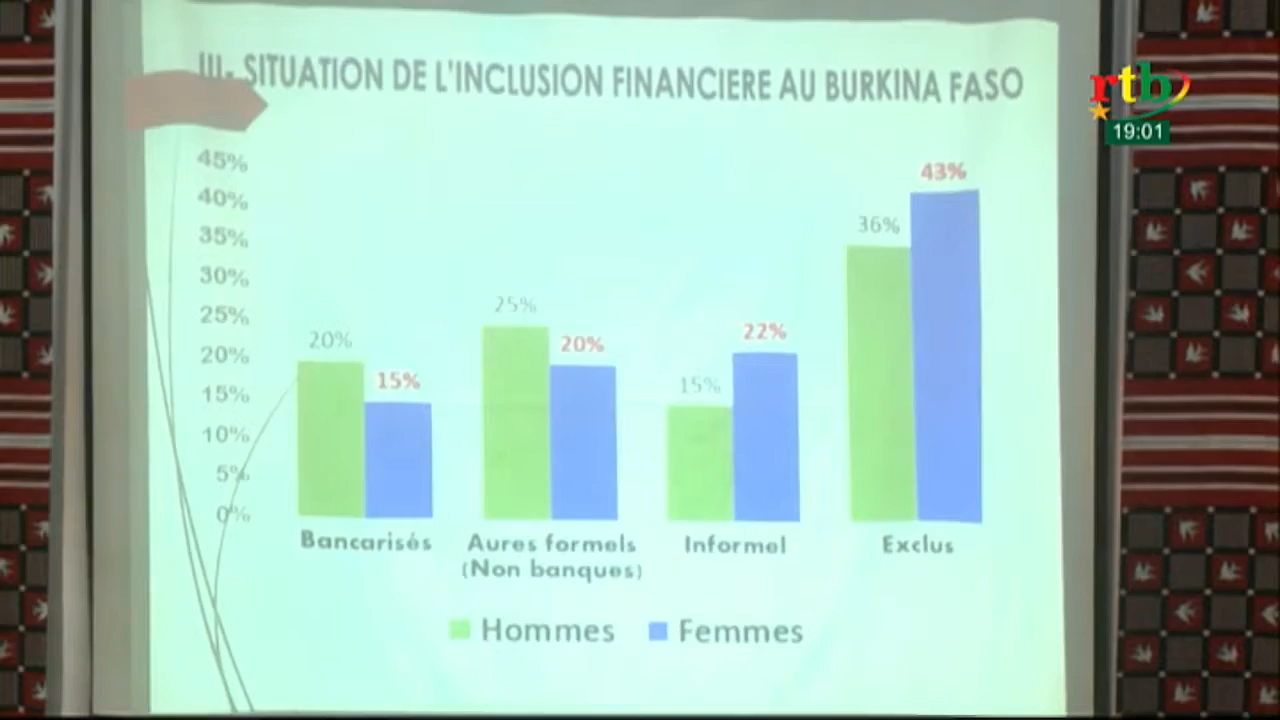 III- SITUATION DE L'INCLUSION FINANCIERE AU BURKINA FASO
rtb
19:01
45%
40%
35%
30%
25%
20%
15%
10%
5%
0%
20%
15%
25%
20%
15%
22%
36%
43%
Bancarisés
Aures formels
(Non banques)
Informel
Exclus
Hommes
Femmes